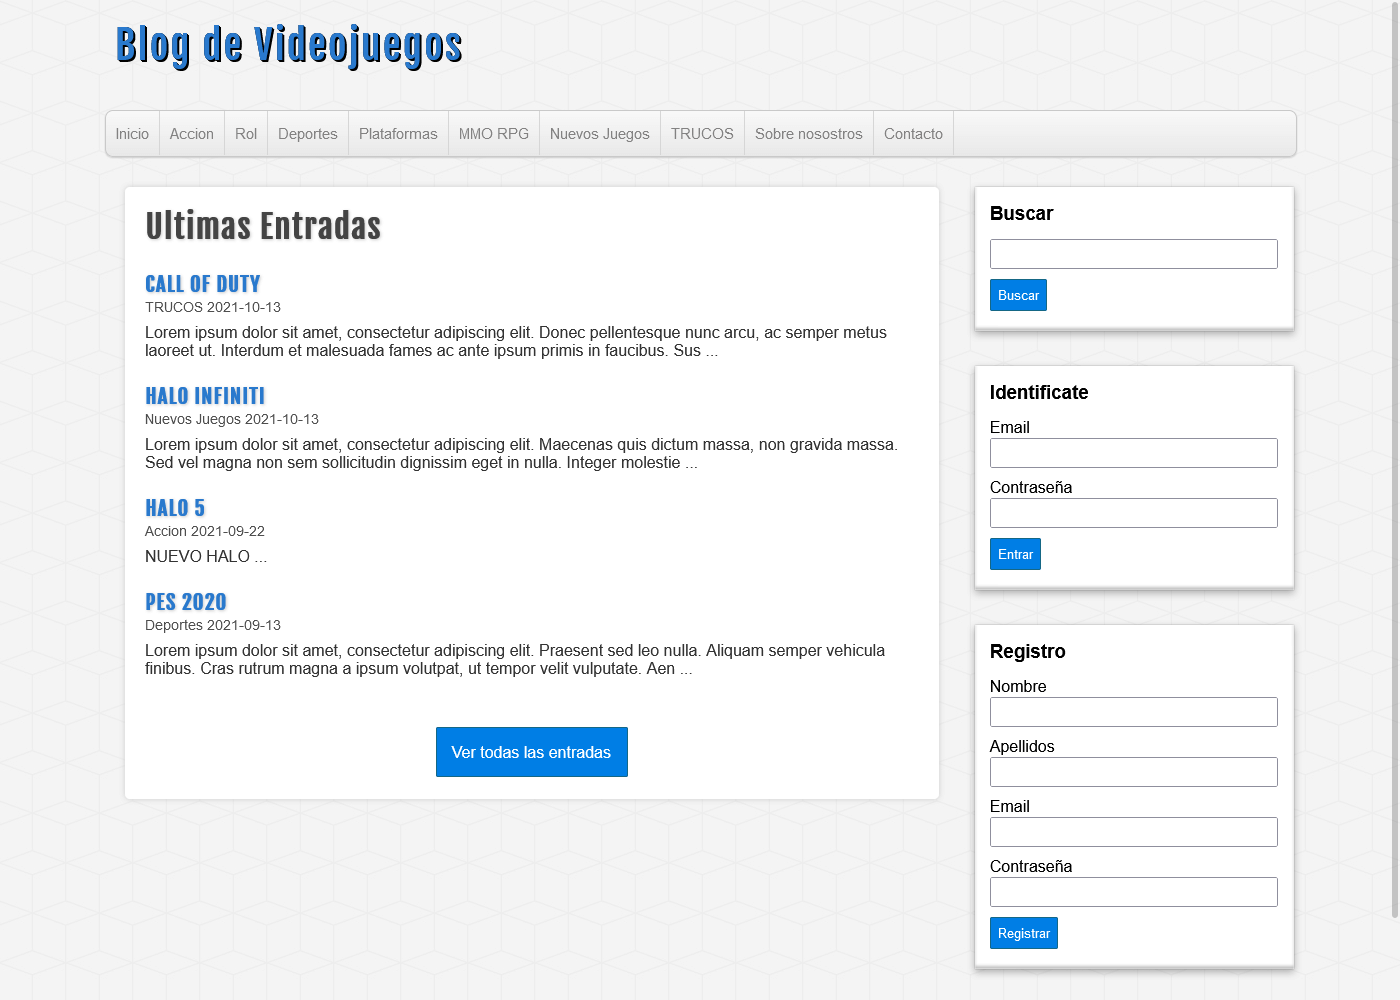 Blog de Videojuegos
Inicio Accion Rol Deportes Plataformas MMO RPG Nuevos Juegos TRUCOS Sobre nosostros Contacto
Ultimas Entradas
CALL OF DUTY
TRUCOS 2021-10-13
Lorem ipsum dolor sit amet, consectetur adipiscing elit. Donec pellentesque nunc arcu, ac semper metus
laoreet ut. Interdum et malesuada fames ac ante ipsum primis in faucibus. Sus ...
HALO INFINITI
Nuevos Juegos 2021-10-13
Lorem ipsum dolor sit amet, consectetur adipiscing elit. Maecenas quis dictum massa, non gravida massa.
Sed vel magna non sem sollicitudin dignissim eget in nulla. Integer molestie ...
HALO 5
Accion 2021-09-22
NUEVO HALO ...
PES 2020
Deportes 2021-09-13
Lorem ipsum dolor sit amet, consectetur adipiscing elit. Praesent sed leo nulla. Aliquam semper vehicula
finibus. Cras rutrum magna a ipsum volutpat, ut tempor velit vulputate. Aen ...
Ver todas las entradas
Buscar
Buscar
Identificate
Email
Contraseña
Entrar
Registro
Nombre
Apellidos
Email
Contraseña
Registrar